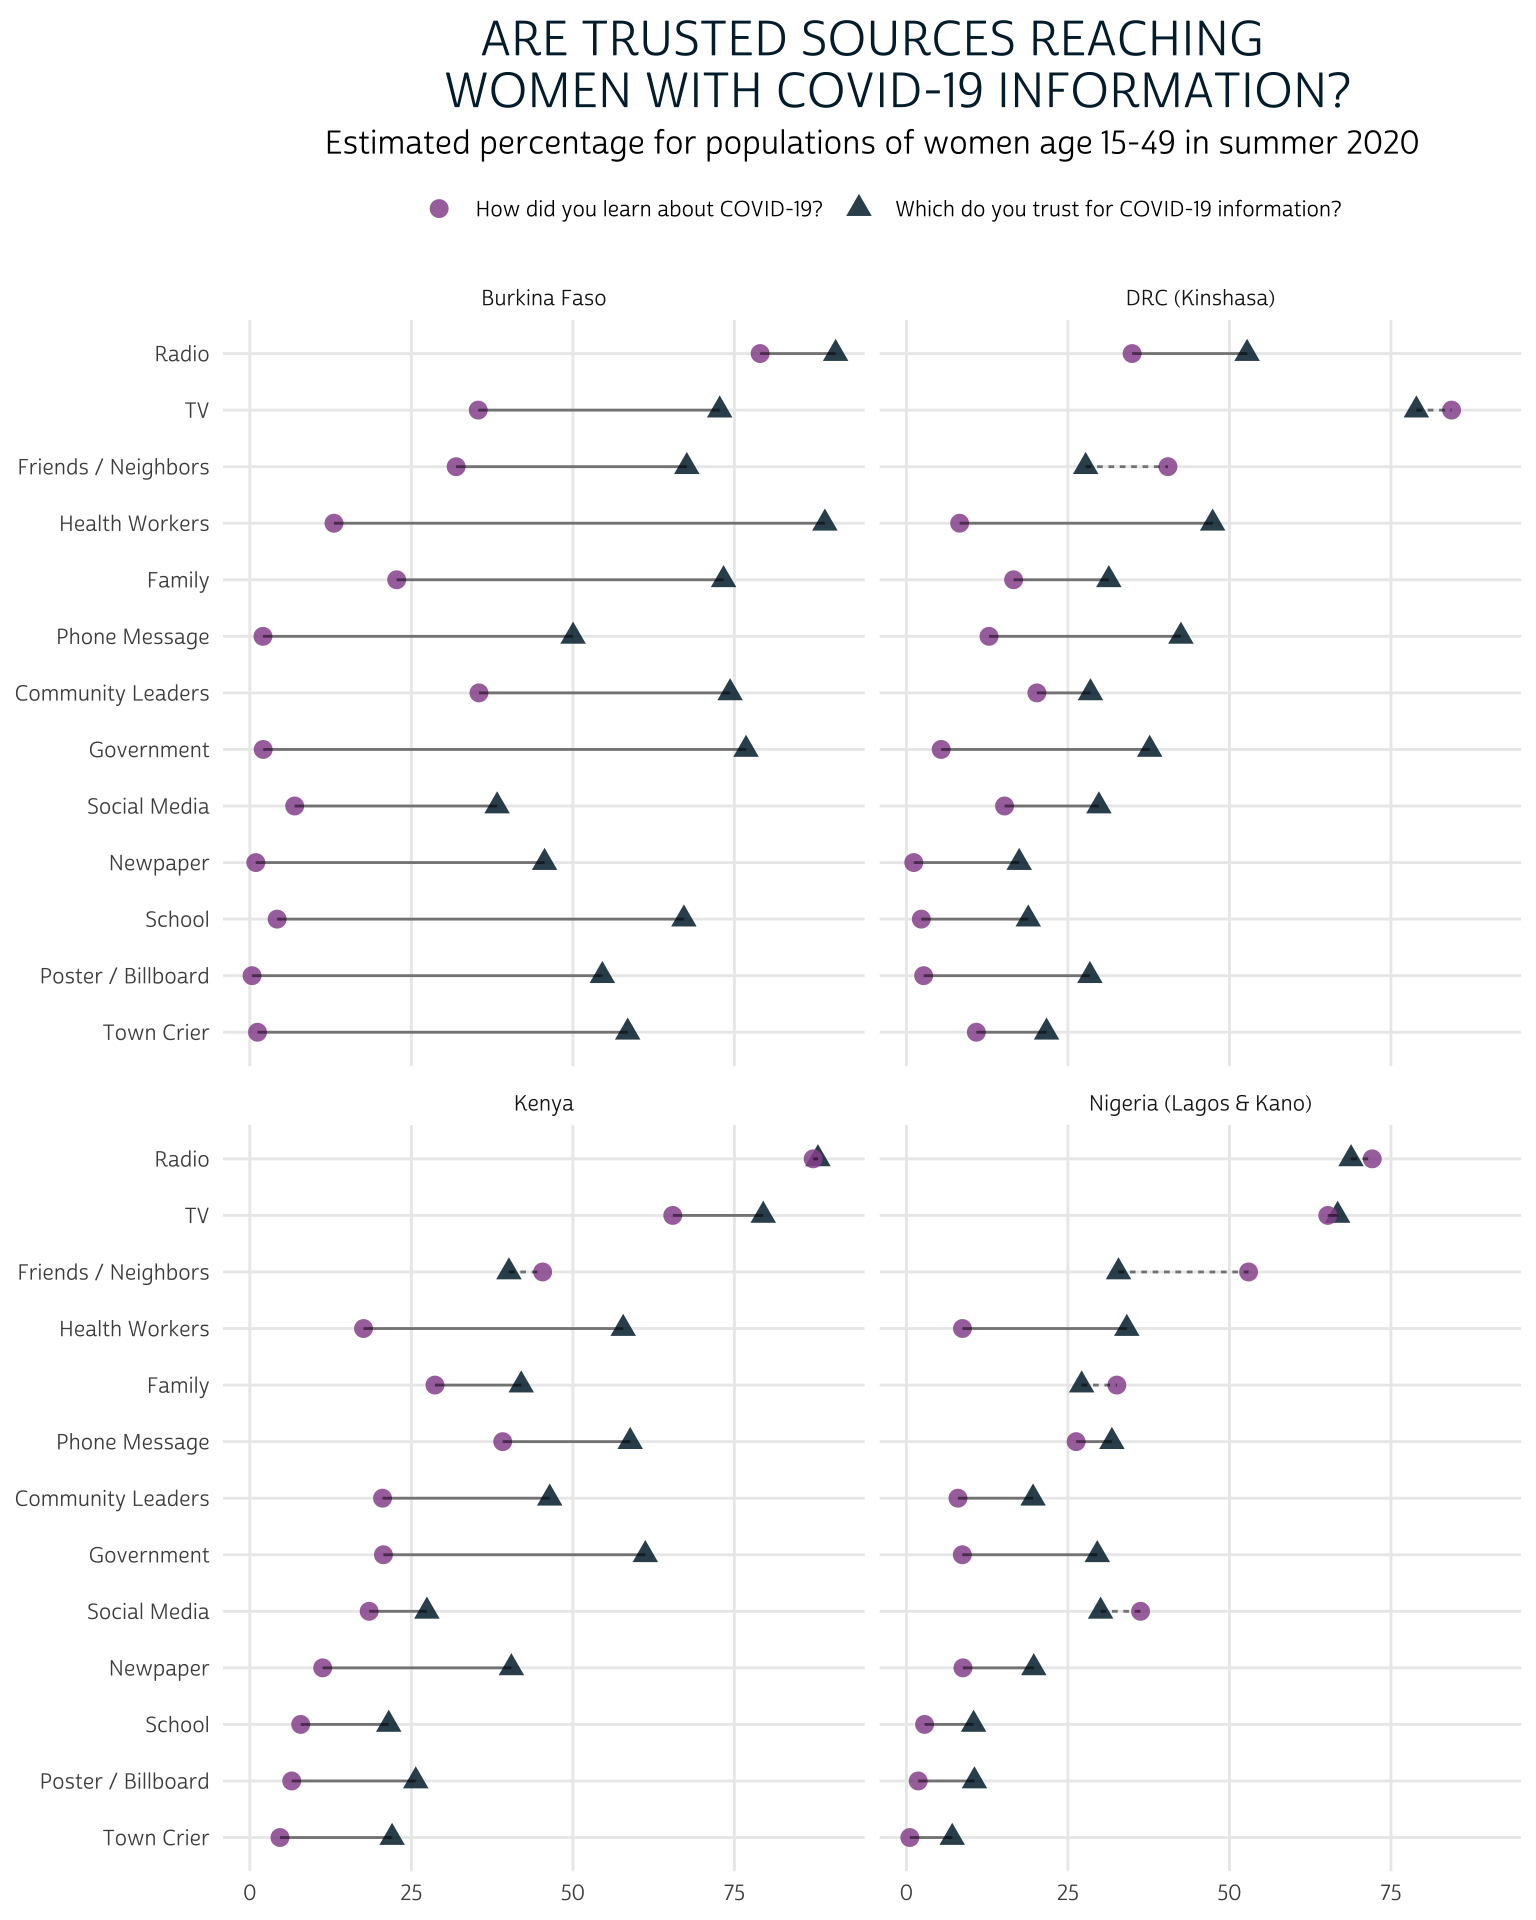 ARE TRUSTED SOURCES REACHING
WOMEN WITH COVID-19 INFORMATION?
Estimated percentage for populations of women age 15-49 in summer 2020
How did you learn about COVID-19?
Which do you trust for COVID-19 information?
Burkina Faso
DRC (Kinshasa)
Radio
TV
Friends / Neighbors
Health Workers
Family
Phone Message
Community Leaders
Government
Social Media
Newpaper
School
Poster / Billboard
Town Crier
Kenya
Nigeria (Lagos & Kano)
Radio
TV
Friends / Neighbors
Health Workers
Family
Phone Message
Community Leaders
Government
Social Media
Newpaper
School
Poster / Billboard
Town Crier
0 25 50 75
0 25 50 75